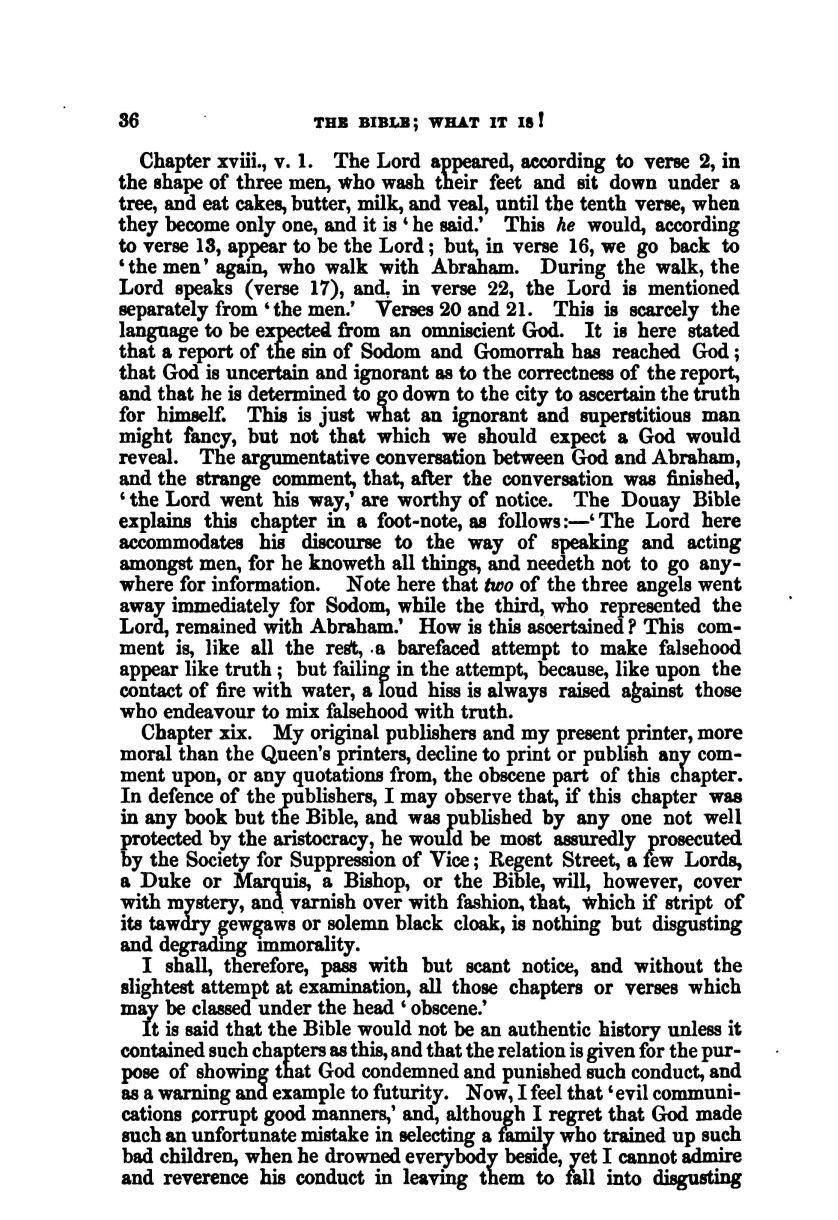 36 THE BIBLE; WHAT IT IS!
Chapter xviii., v. 1. The Lord appeared, according to verse 2, in
the shape of three men, who wash their feet and sit down under a
tree, and eat cakes, butter, milk, and veal, until the tenth verse, when
they become only one, and it is ‘ he said.’ This he would, according
to verse 13, appear to be the Lord; but, in verse 16, we go back to
‘the men’ again, who walk with Abraham. During the walk, the
Lord speaks (verse 17), and, in verse 22, the Lord is mentioned
separately from ‘the men.’ Verses 20 and 21. This is scarcely the
language to be expected from an omniscient God. It is here stated
that a report of the sin of Sodom and Gomorrah has reached God;
that God is uncertain and ignorant as to the correctness of the report,
and that he is determined to go down to the city to ascertain the truth
for himself. This is just what an ignorant and superstitious man
might fancy, but not that which we should expect a God would
reveal. The argumentative conversation between God and Abraham,
and the strange comment, that, after the conversation was finished,
‘the Lord went his way,’ are worthy of notice. The Douay Bible
explains this chapter in a foot-note, as follows:—‘The Lord here
accommodates his discourse to the way of speaking and acting
amongst men, for he knoweth all things, and needeth not to go any-
where for information. Note here that two of the three angels went
away immediately for Sodom, while the third, who represented the
Lord, remained with Abraham.’ How is this ascertained? This com-
ment is, like all the rest, a barefaced attempt to make falsehood
appear like truth; but failing in the attempt, because, like upon the
contact of fire with water, a loud hiss is always raised against those
who endeavour to mix falsehood with truth.
Chapter xix. My original publishers and my present printer, more
moral than the Queen’s printers, decline to print or publish any com-
ment upon, or any quotations from, the obscene part of this chapter.
In defence of the publishers, I may observe that, if this chapter was
in any book but the Bible, and was published by any one not well
protected by the aristocracy, he would be most assuredly prosecuted
by the Society for Suppression of Vice; Regent Street, a few Lords,
a Duke or Marquis, a Bishop, or the Bible, will, however, cover
with mystery, and varnish over with fashion, that, which if stript of
its tawdry gewgaws or solemn black cloak, is nothing but disgusting
and degrading immorality.
I shall, therefore, pass with but scant notice, and without the
slightest attempt at examination, all those chapters or verses which
may be classed under the head ‘ obscene.’
It is said that the Bible would not be an authentic history unless it
contained such chapters as this, and that the relation is given for the pur-
pose of showing that God condemned and punished such conduct, and
as a warning and example to futurity. Now, I feel that ‘evil communi-
cations corrupt good manners,’ and, although I regret that God made
such an unfortunate mistake in selecting a family who trained up such
bad children, when he drowned everybody beside, yet I cannot admire
and reverence his conduct in leaving them to fall into disgusting